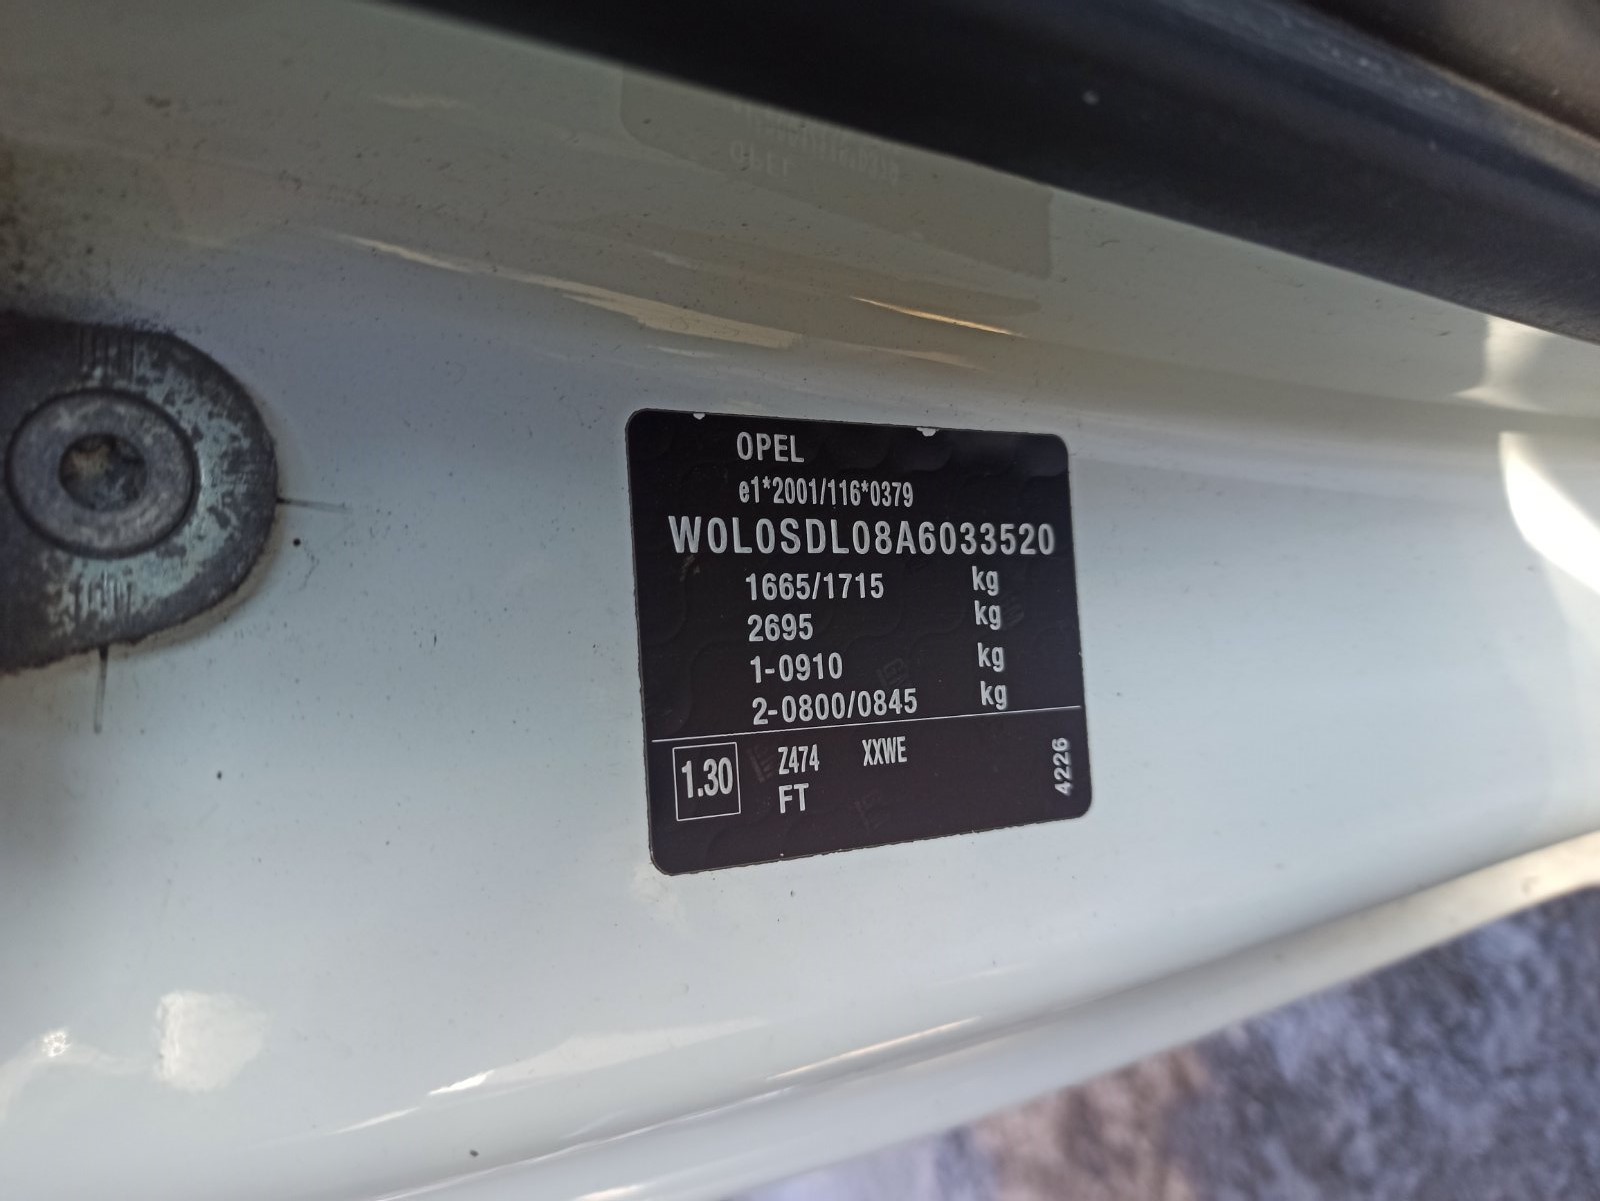 OPEL
e1*2001/116*0379
W0L0SDL08A6033520
1665/1715 kg
2695 kg
1-0910 kg
2-0800/0845 kg
1.30 Z474 XXWE
FT
4226